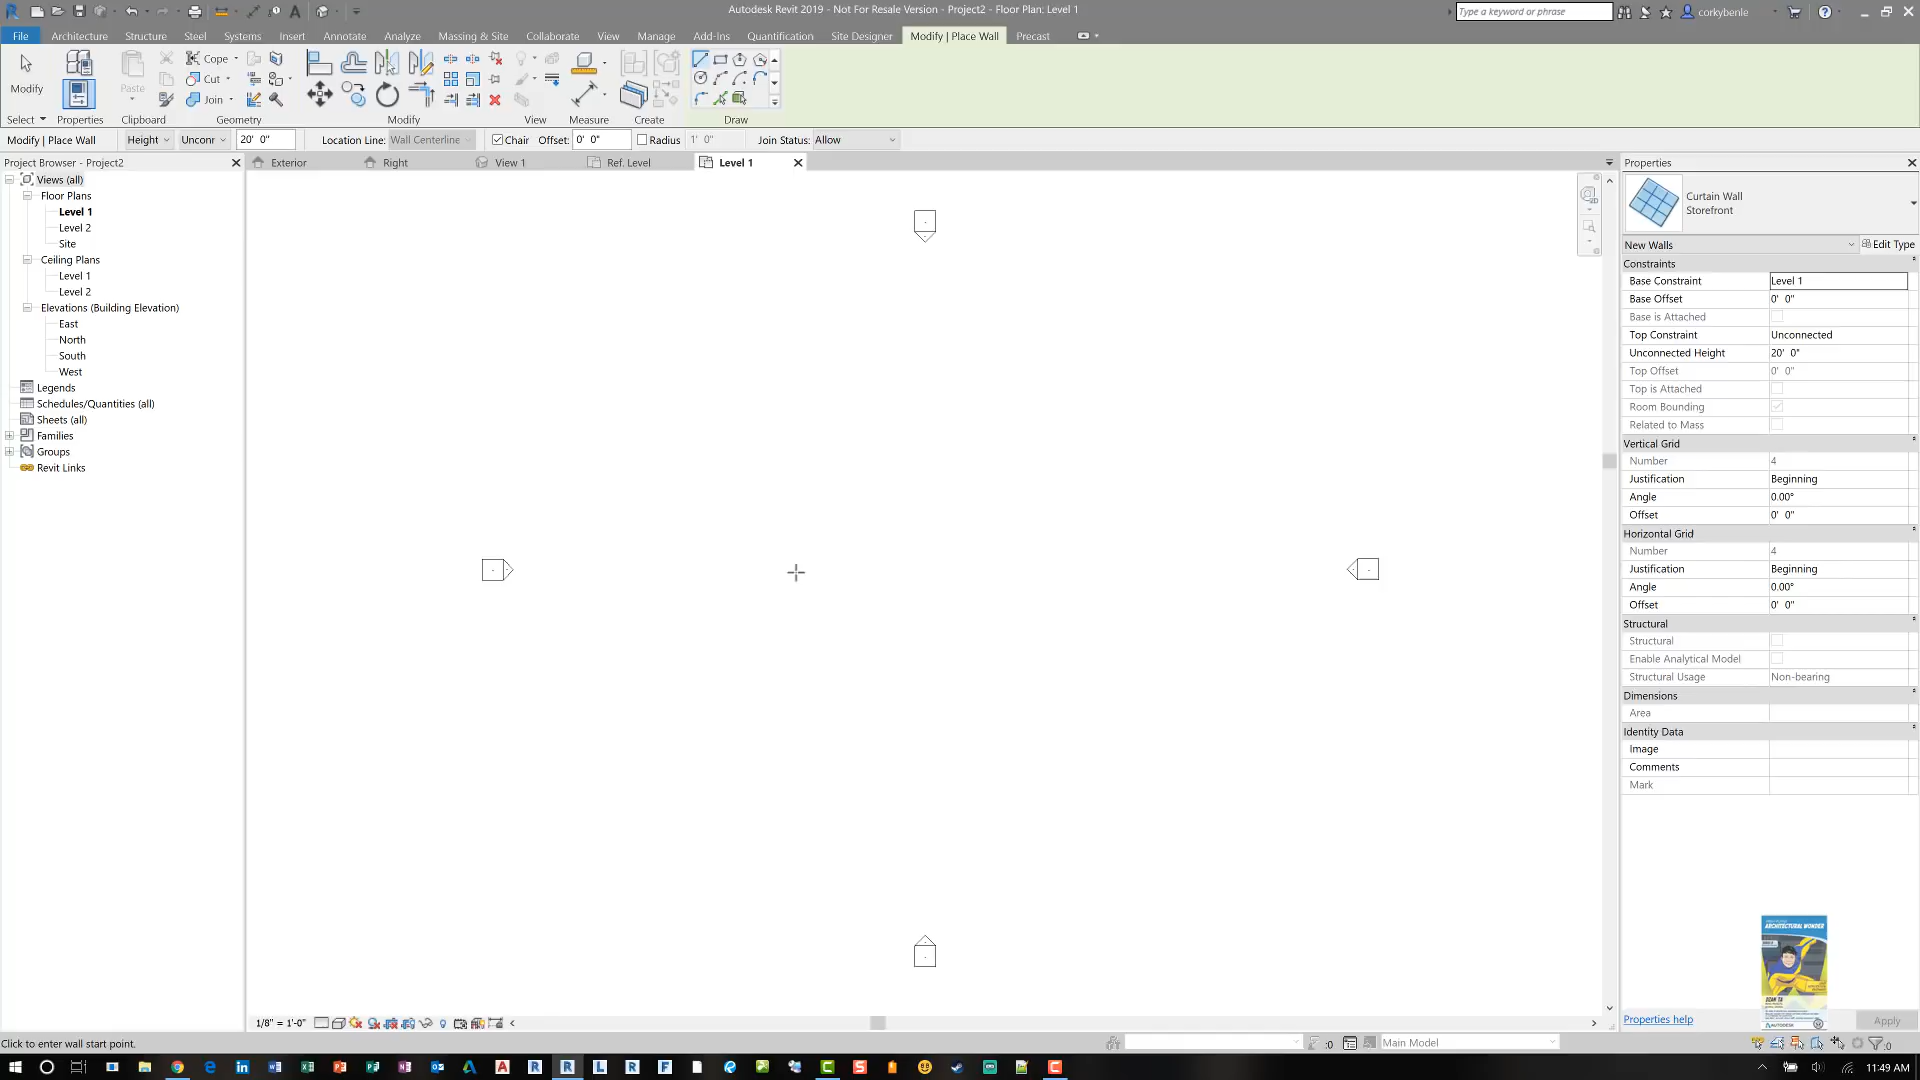 Autodesk Revit 2019 - Not For Resale Version - Project2 - Floor Plan: Level 1
Type a keyword or phrase
corkybenle
File
Architecture
Structure
Steel
Systems
Insert
Annotate
Analyze
Massing & Site
Collaborate
View
Manage
Add-Ins
Quantification
Site Designer
Modify | Place Wall
Precast
Modify
Paste
Cope
Cut
Join
Select
Properties
Clipboard
Geometry
Modify
View
Measure
Create
Draw
Modify | Place Wall
Height
Unconr
20' 0"
Location Line:
Wall Centerline
Chair
Offset:
0' 0"
Radius
1' 0"
Join Status:
Allow
Project Browser - Project2
Exterior
Right
View 1
Ref. Level
Level 1
Properties
Views (all)
Floor Plans
Level 1
Level 2
Site
Ceiling Plans
Level 1
Level 2
Elevations (Building Elevation)
East
North
South
West
Legends
Schedules/Quantities (all)
Sheets (all)
Families
Groups
Revit Links
Curtain Wall
Storefront
New Walls
Edit Type
Constraints
Base Constraint Level 1
Base Offset 0' 0"
Base is Attached
Top Constraint Unconnected
Unconnected Height 20' 0"
Top Offset 0' 0"
Top is Attached
Room Bounding
Related to Mass
Vertical Grid
Number 4
Justification Beginning
Angle 0.00°
Offset 0' 0"
Horizontal Grid
Number 4
Justification Beginning
Angle 0.00°
Offset 0' 0"
Structural
Structural
Enable Analytical Model
Structural Usage Non-bearing
Dimensions
Area
Identity Data
Image
Comments
Mark
ARCHITECTURAL WONDER
AUTODESK
Properties help
Apply
1/8" = 1'-0"
Click to enter wall start point.
:0
Main Model
:0
11:49 AM